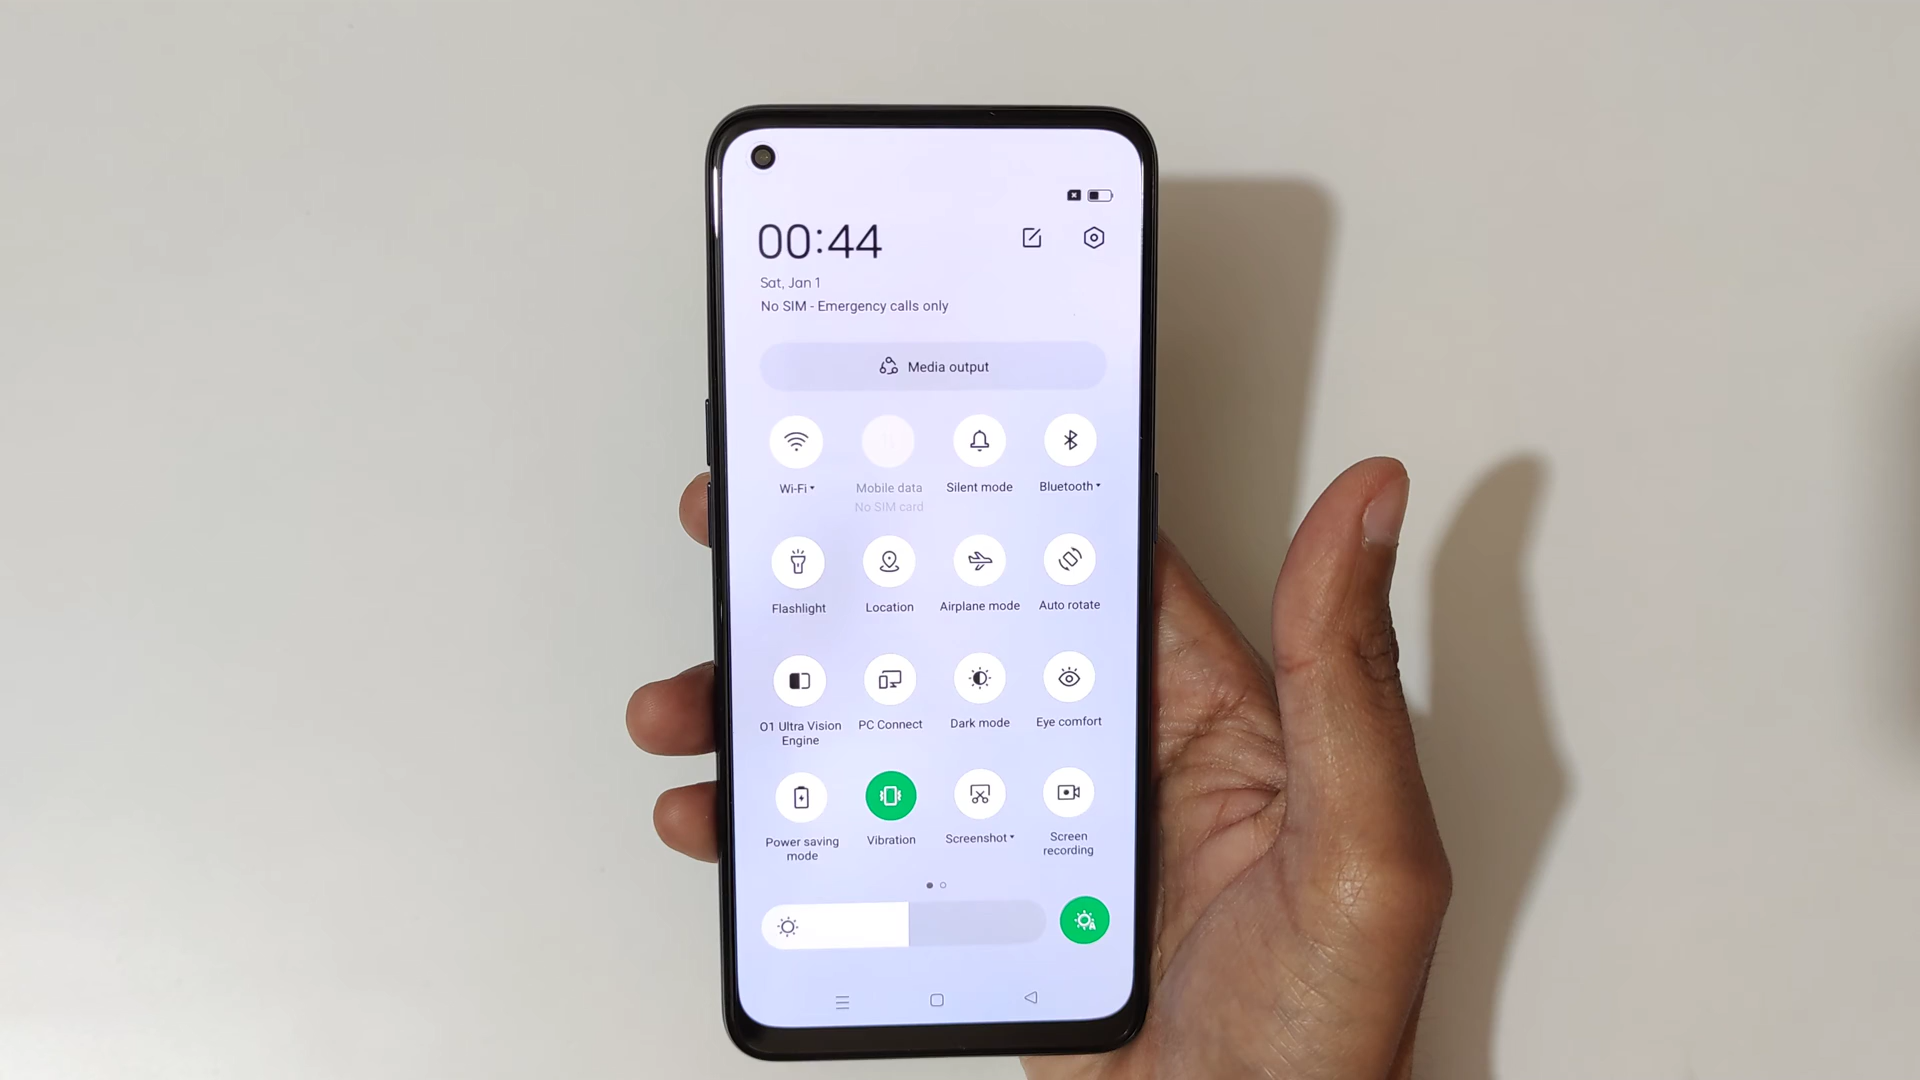 00:44
Sat, Jan 1
No SIM - Emergency calls only
Media output
Wi-Fi
Mobile data
No SIM card
Silent mode
Bluetooth
Flashlight
Location
Airplane mode
Auto rotate
O1 Ultra Vision
Engine
PC Connect
Dark mode
Eye comfort
Power saving
mode
Vibration
Screenshot
Screen
recording